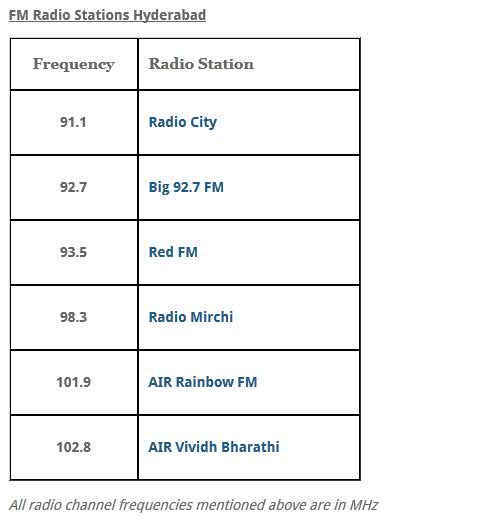 FM Radio Stations Hyderabad
Frequency Radio Station
91.1 Radio City
92.7 Big 92.7 FM
93.5 Red FM
98.3 Radio Mirchi
101.9 AIR Rainbow FM
102.8 AIR Vividh Bharathi
All radio channel frequencies mentioned above are in MHz